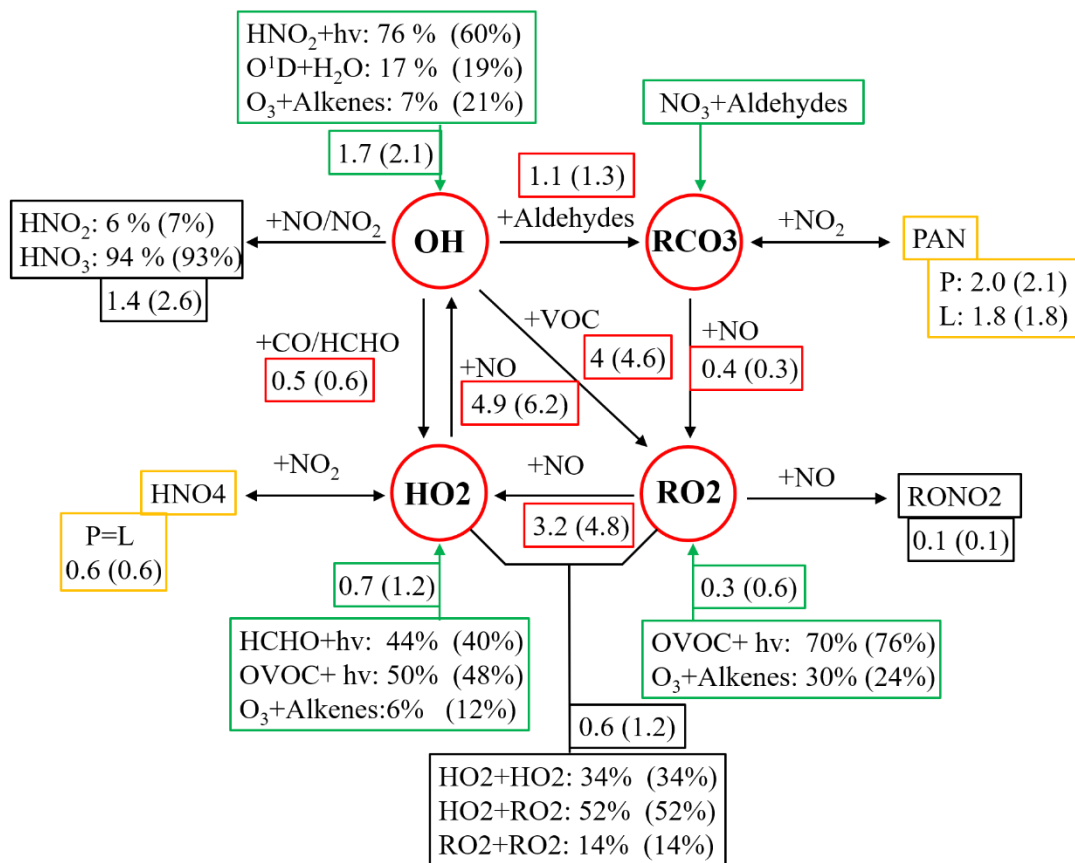 HNO₂+hv: 76 % (60%)
O¹D+H₂O: 17 % (19%)
O₃+Alkenes: 7% (21%)
NO₃+Aldehydes
1.7 (2.1)
1.1 (1.3)
HNO₂: 6 % (7%)
HNO₃: 94 % (93%)
1.4 (2.6)
+NO/NO₂
OH
+Aldehydes
RCO3
+NO₂
PAN
P: 2.0 (2.1)
L: 1.8 (1.8)
+CO/HCHO
0.5 (0.6)
+NO
4.9 (6.2)
+VOC
4 (4.6)
+NO
0.4 (0.3)
HNO4
P=L
0.6 (0.6)
+NO₂
HO2
+NO
3.2 (4.8)
RO2
+NO
RONO2
0.1 (0.1)
0.7 (1.2)
HCHO+hv: 44% (40%)
OVOC+ hv: 50% (48%)
O₃+Alkenes:6% (12%)
0.3 (0.6)
OVOC+ hv: 70% (76%)
O₃+Alkenes: 30% (24%)
0.6 (1.2)
HO2+HO2: 34% (34%)
HO2+RO2: 52% (52%)
RO2+RO2: 14% (14%)